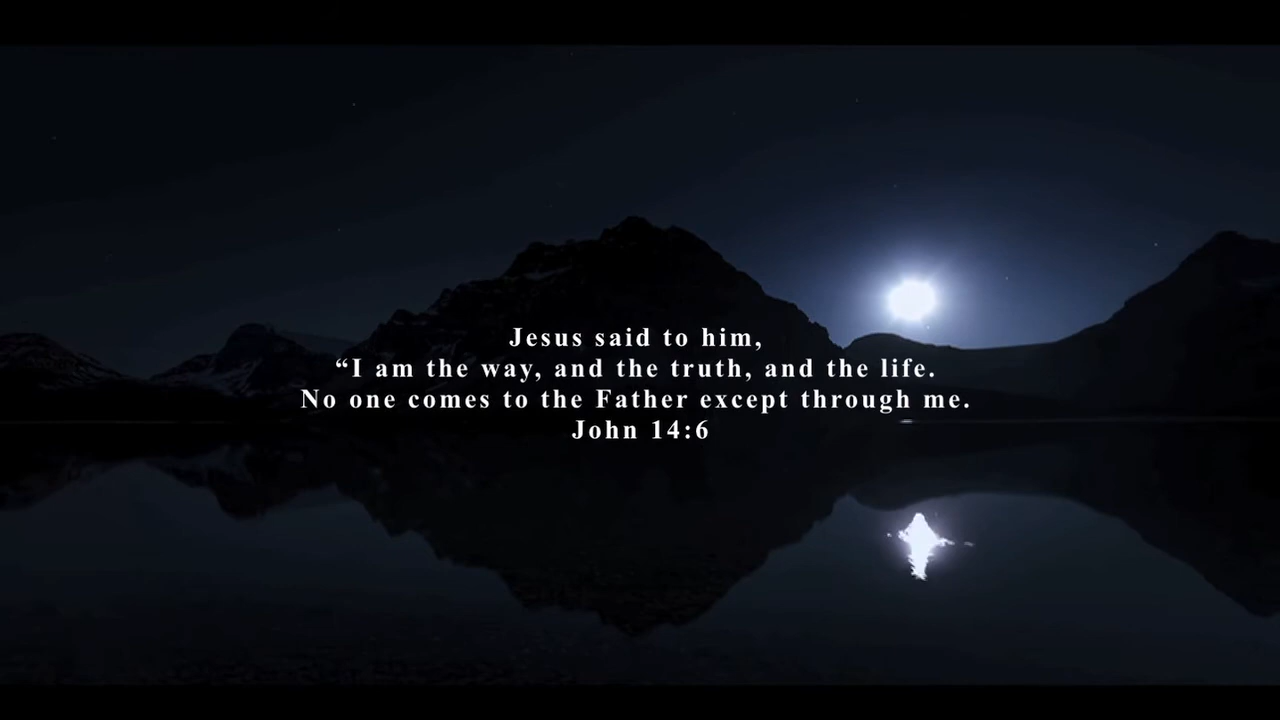 Jesus said to him,
“I am the way, and the truth, and the life.
No one comes to the Father except through me.
John 14:6